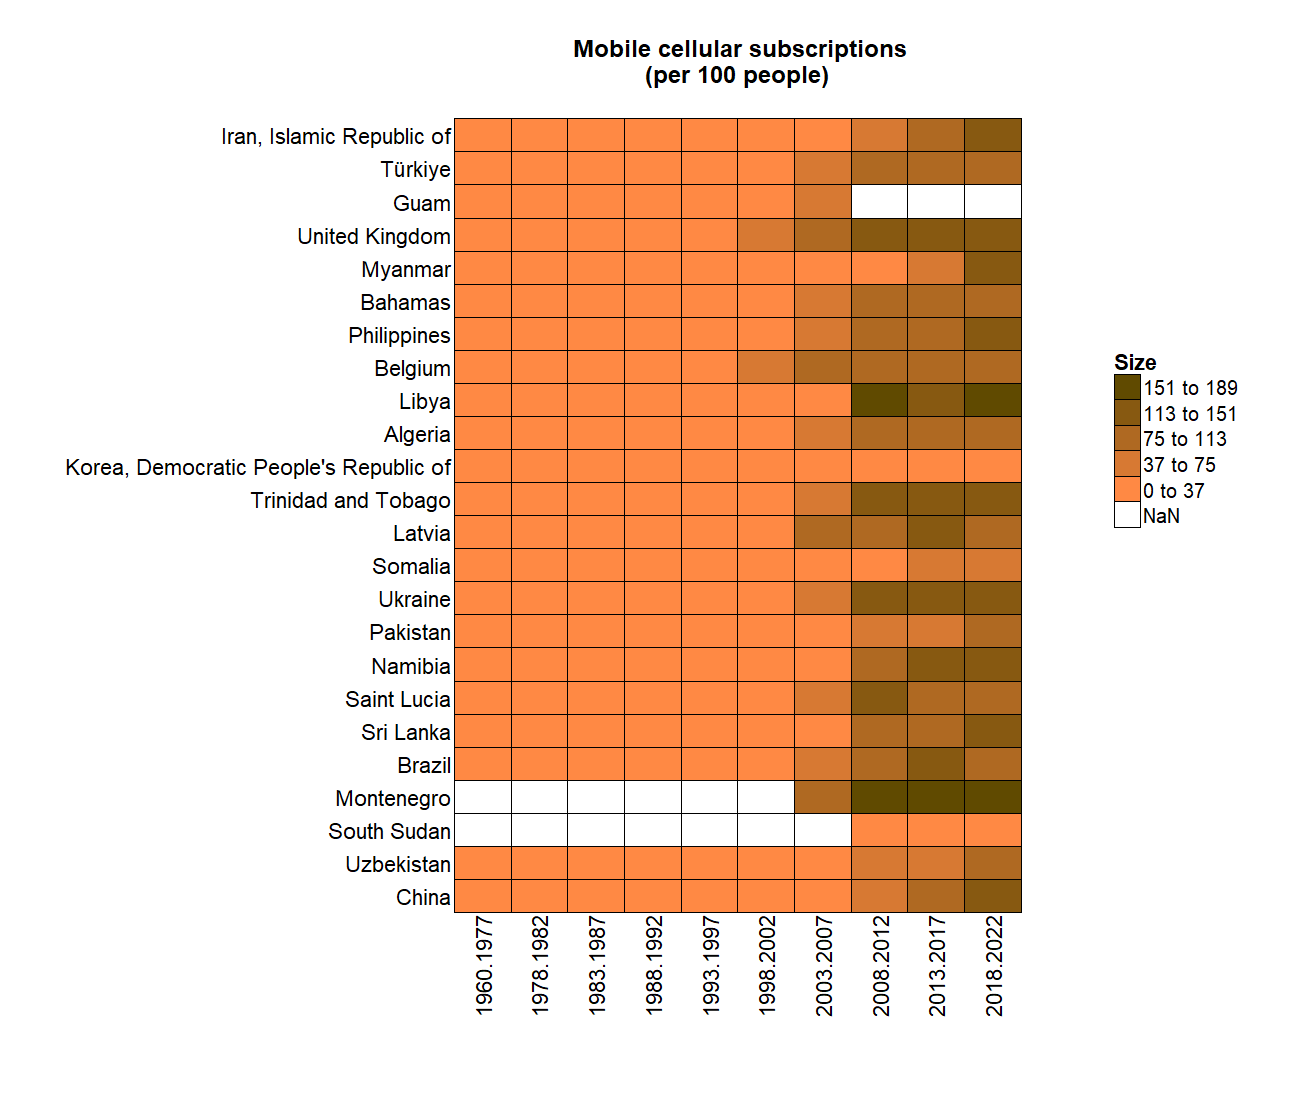 Mobile cellular subscriptions
(per 100 people)
Iran, Islamic Republic of
Türkiye
Guam
United Kingdom
Myanmar
Bahamas
Philippines
Belgium
Libya
Algeria
Korea, Democratic People's Republic of
Trinidad and Tobago
Latvia
Somalia
Ukraine
Pakistan
Namibia
Saint Lucia
Sri Lanka
Brazil
Montenegro
South Sudan
Uzbekistan
China
1960.1977
1978.1982
1983.1987
1988.1992
1993.1997
1998.2002
2003.2007
2008.2012
2013.2017
2018.2022
Size
151 to 189
113 to 151
75 to 113
37 to 75
0 to 37
NaN